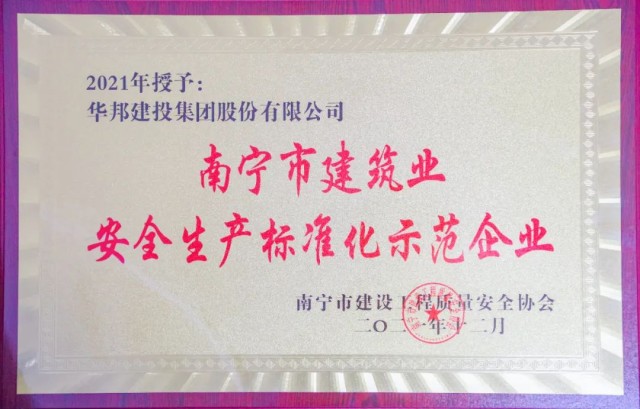 2021年授予：
华邦建投集团股份有限公司
南宁市建筑业
安全生产标准化示范企业
南宁市建设工程质量安全协会
二〇二一年十二月